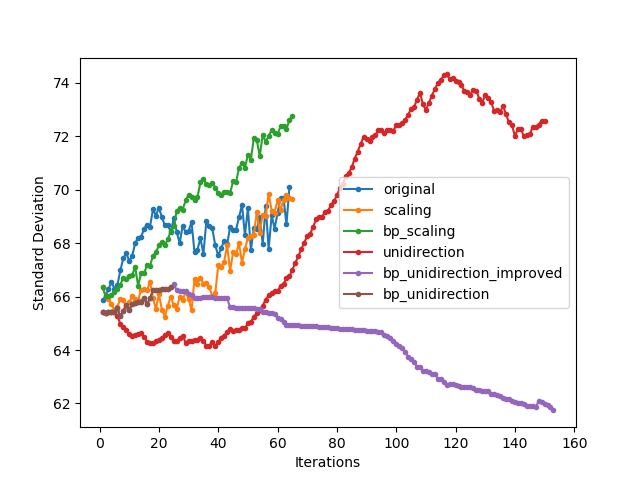 74
72
70
68
66
64
62
Standard Deviation
original
scaling
bp_scaling
unidirection
bp_unidirection_improved
bp_unidirection
0 20 40 60 80 100 120 140 160
Iterations